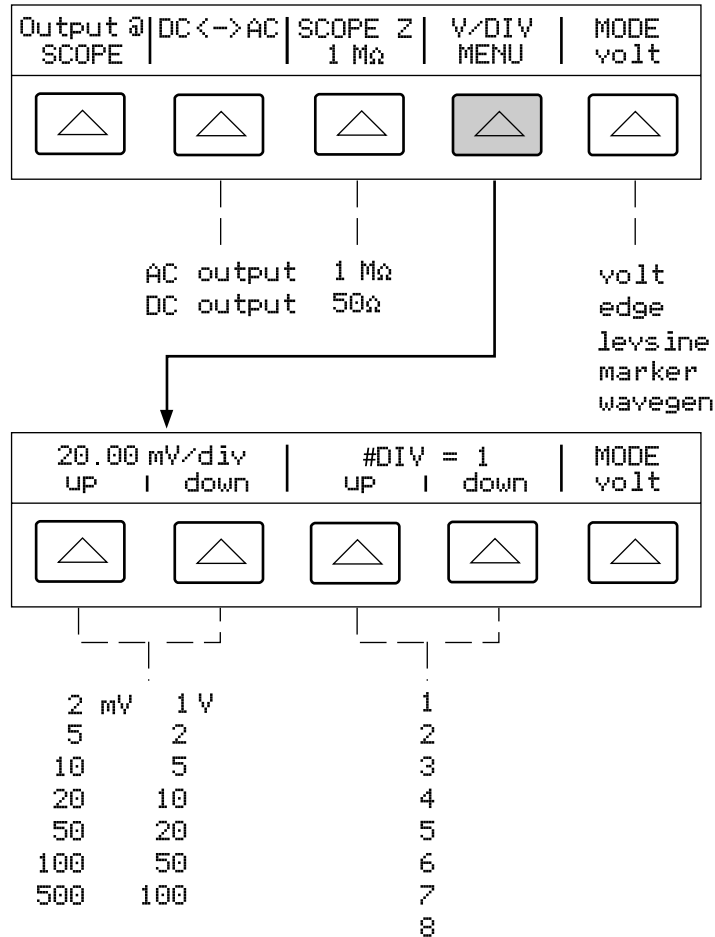 Output @ SCOPE | DC<->AC | SCOPE Z 1 MΩ | V/DIV MENU | MODE volt
AC output 1 MΩ
DC output 50Ω
volt
edge
levsine
marker
wavegen
20.00 mV/div up | down | #DIV = 1 up | down | MODE volt
2 mV 1 V 1
5 2 2
10 5 3
20 10 4
50 20 5
100 50 6
500 100 7
8